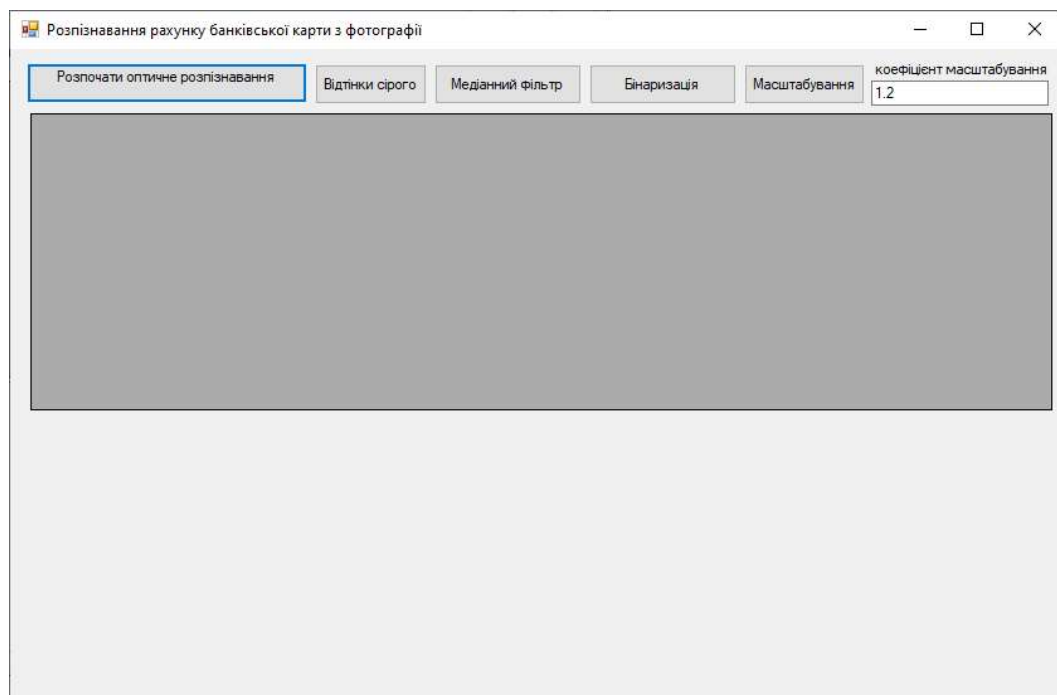 Розпізнавання рахунку банківської карти з фотографії
Розпочати оптичне розпізнавання
Відтінки сірого
Медіанний фільтр
Бінаризація
Масштабування
коефіцієнт масштабування
1.2